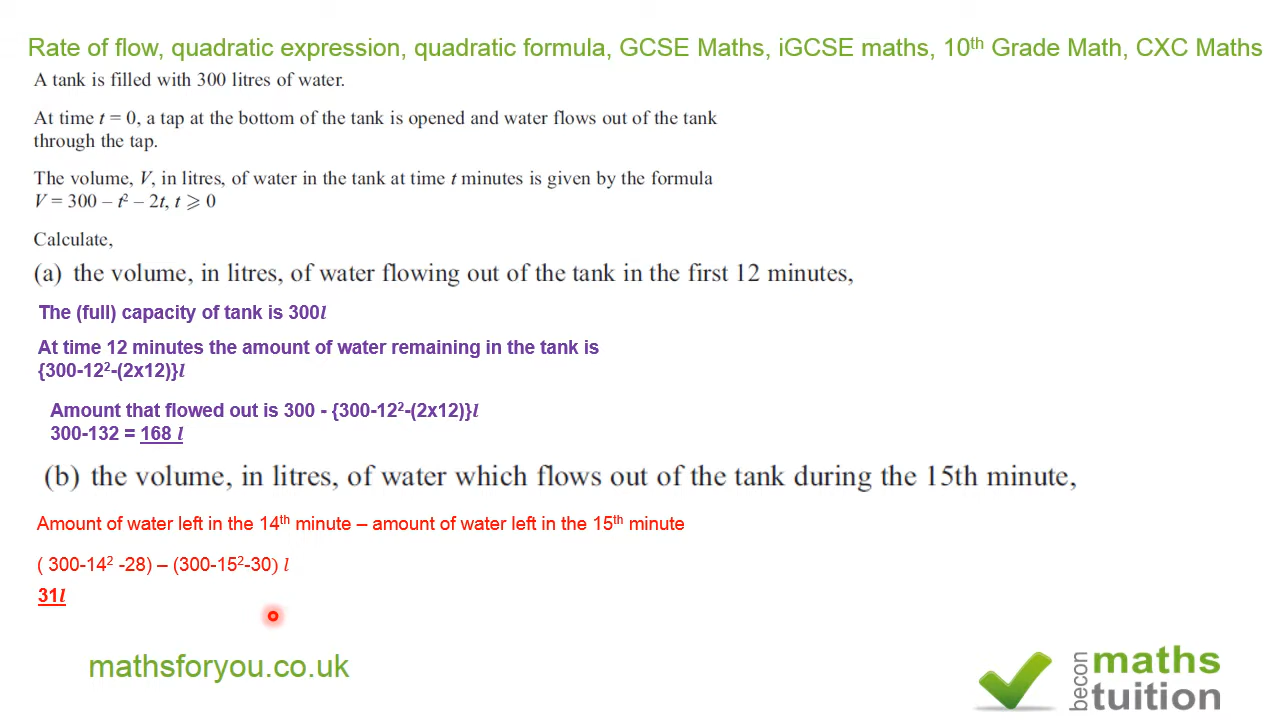 Rate of flow, quadratic expression, quadratic formula, GCSE Maths, iGCSE maths, 10th Grade Math, CXC Maths
A tank is filled with 300 litres of water.
At time t = 0, a tap at the bottom of the tank is opened and water flows out of the tank
through the tap.
The volume, V, in litres, of water in the tank at time t minutes is given by the formula
V = 300 – t² – 2t, t ⩾ 0
Calculate,
(a) the volume, in litres, of water flowing out of the tank in the first 12 minutes,
The (full) capacity of tank is 300l
At time 12 minutes the amount of water remaining in the tank is
{300-12²-(2x12)}l
Amount that flowed out is 300 - {300-12²-(2x12)}l
300-132 = 168 l
(b) the volume, in litres, of water which flows out of the tank during the 15th minute,
Amount of water left in the 14th minute – amount of water left in the 15th minute
( 300-14² -28) – (300-15²-30) l
31l
mathsforyou.co.uk
becon maths
tuition